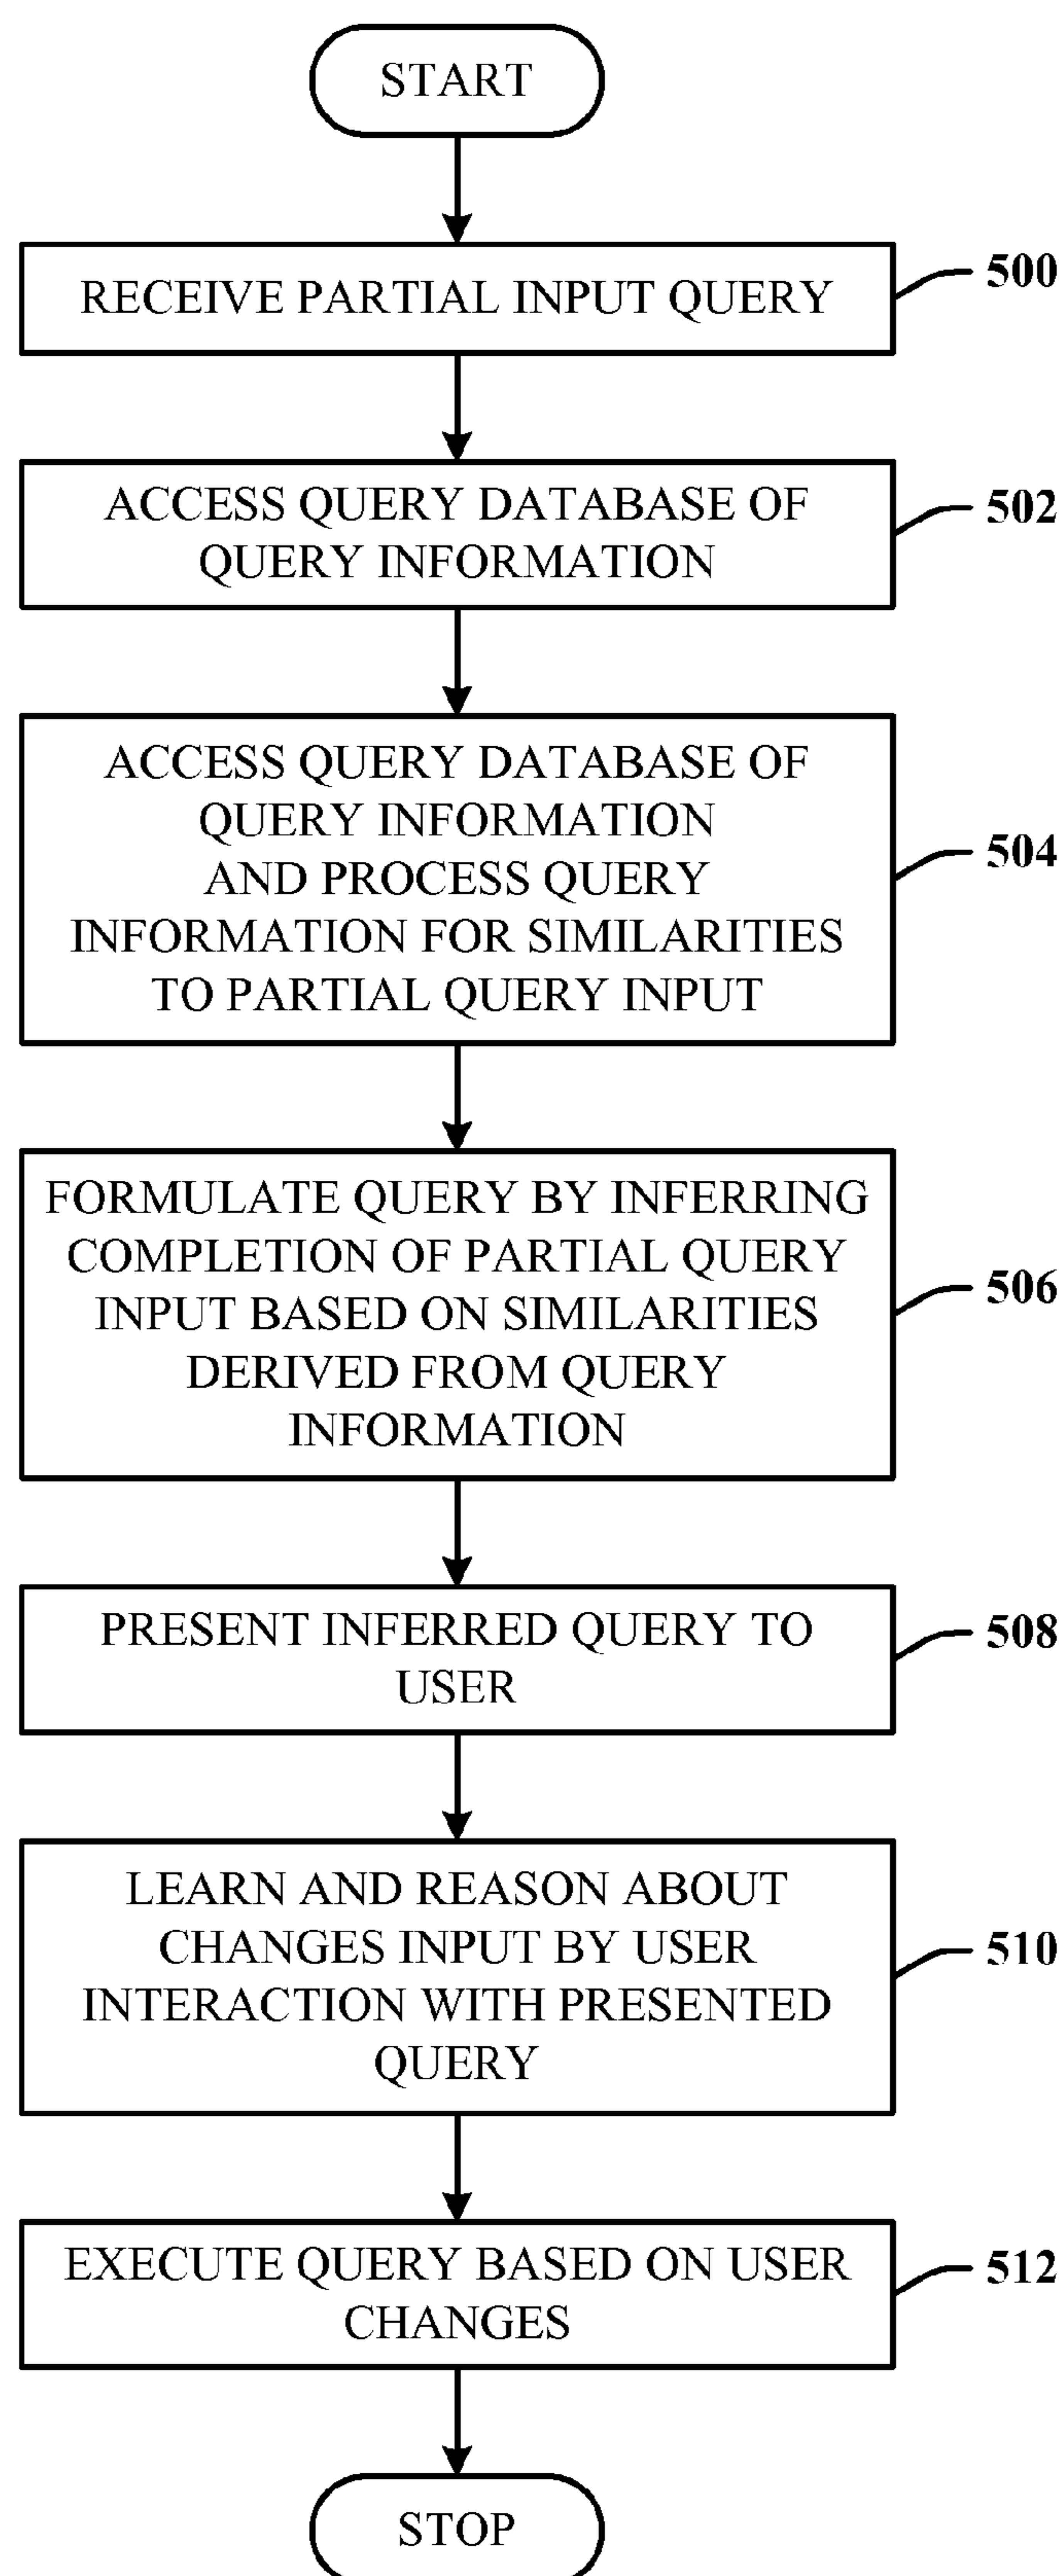 START
RECEIVE PARTIAL INPUT QUERY
500
ACCESS QUERY DATABASE OF
QUERY INFORMATION
502
ACCESS QUERY DATABASE OF
QUERY INFORMATION
AND PROCESS QUERY
INFORMATION FOR SIMILARITIES
TO PARTIAL QUERY INPUT
504
FORMULATE QUERY BY INFERRING
COMPLETION OF PARTIAL QUERY
INPUT BASED ON SIMILARITIES
DERIVED FROM QUERY
INFORMATION
506
PRESENT INFERRED QUERY TO
USER
508
LEARN AND REASON ABOUT
CHANGES INPUT BY USER
INTERACTION WITH PRESENTED
QUERY
510
EXECUTE QUERY BASED ON USER
CHANGES
512
STOP